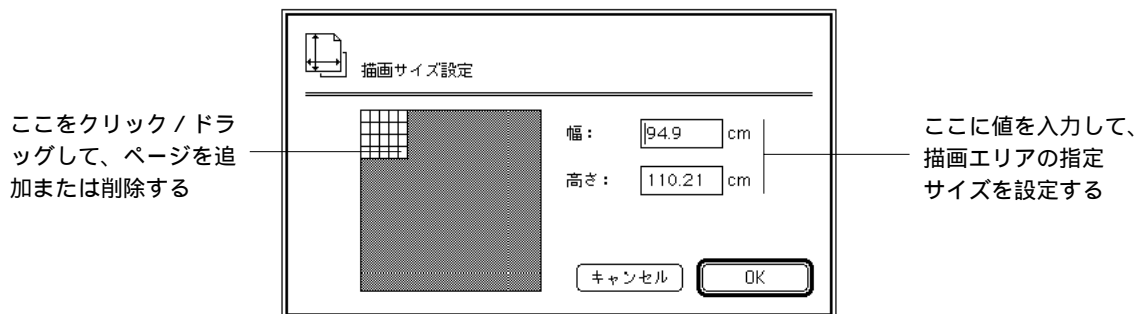 描画サイズ設定
ここをクリック / ドラ
ッグして、ページを追
加または削除する
幅：
94.9
cm
高さ：
110.21
cm
ここに値を入力して、
描画エリアの指定
サイズを設定する
キャンセル
OK